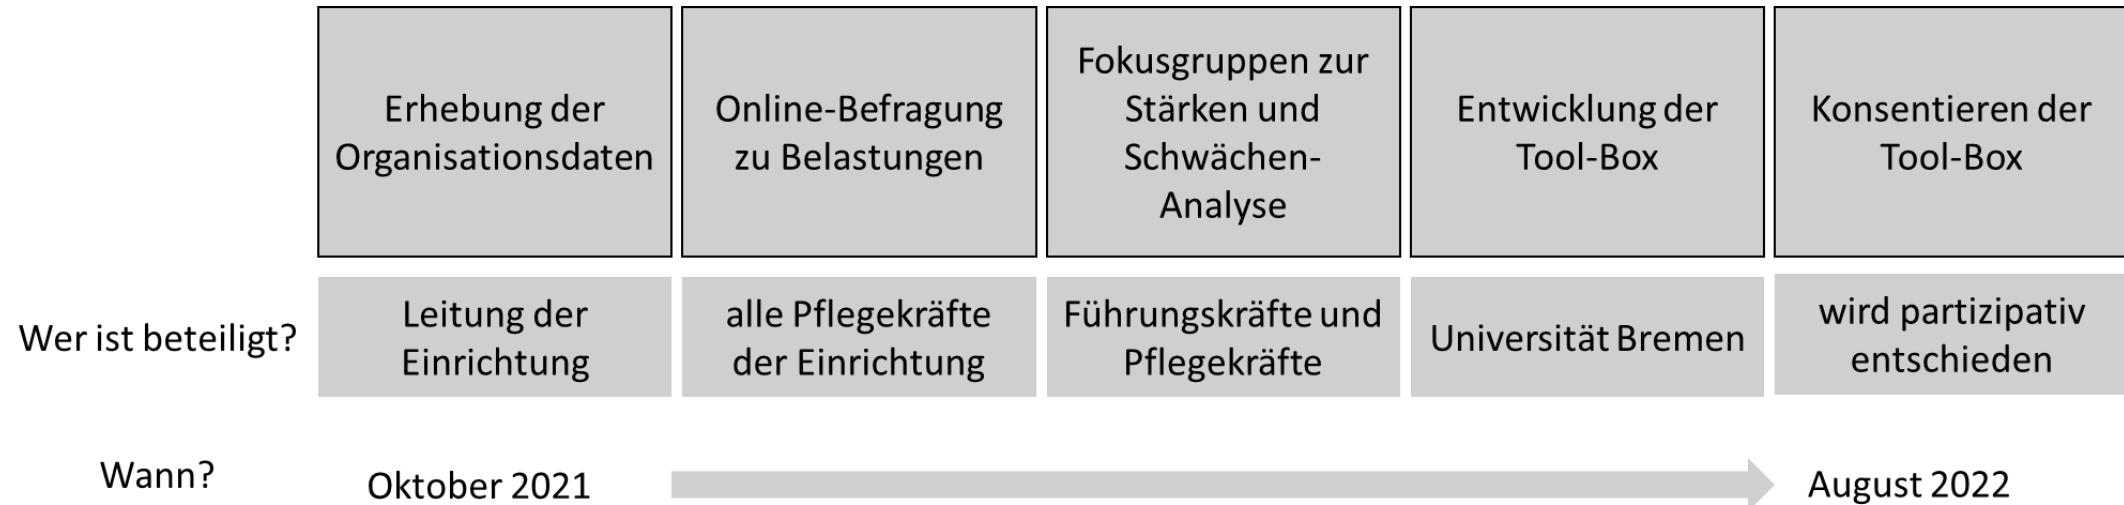 Erhebung der
Organisationsdaten
Online-Befragung
zu Belastungen
Fokusgruppen zur
Stärken und
Schwächen-
Analyse
Entwicklung der
Tool-Box
Konsentieren der
Tool-Box
Wer ist beteiligt?
Leitung der
Einrichtung
alle Pflegekräfte
der Einrichtung
Führungskräfte und
Pflegekräfte
Universität Bremen
wird partizipativ
entschieden
Wann?
Oktober 2021
August 2022